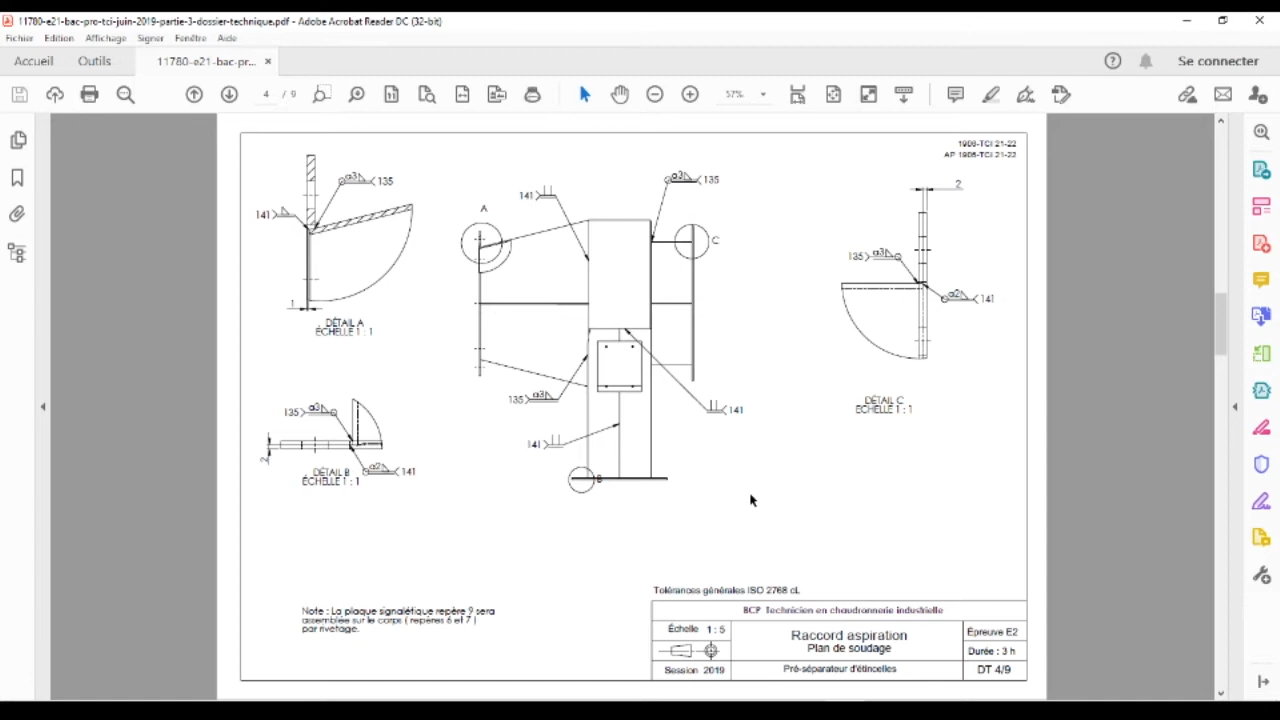 11780-e21-bac-pro-tci-juin-2019-partie-3-dossier-technique.pdf - Adobe Acrobat Reader DC (32-bit)
Fichier Edition Affichage Signer Fenêtre Aide
Accueil Outils 11780-e21-bac-pr... × Se connecter
4 / 9 57%
1906-TCI 21-22
AP 1906-TCI 21-22
a3 135
141
1
DÉTAIL A
ÉCHELLE 1 : 1
A
141
a3 135
C
2
135 a3
a2 141
DÉTAIL C
ÉCHELLE 1 : 1
135 a3
2
DÉTAIL B
ÉCHELLE 1 : 1
a2 141
135 a3
141
141
B
Note : La plaque signalétique repère 9 sera
assemblée sur le corps ( repères 6 et 7 )
par rivetage.
Tolérances générales ISO 2768 cL
BCP Technicien en chaudronnerie industrielle
Échelle 1 : 5
Raccord aspiration
Plan de soudage
Épreuve E2
Durée : 3 h
Session 2019
Pré-séparateur d'étincelles
DT 4/9